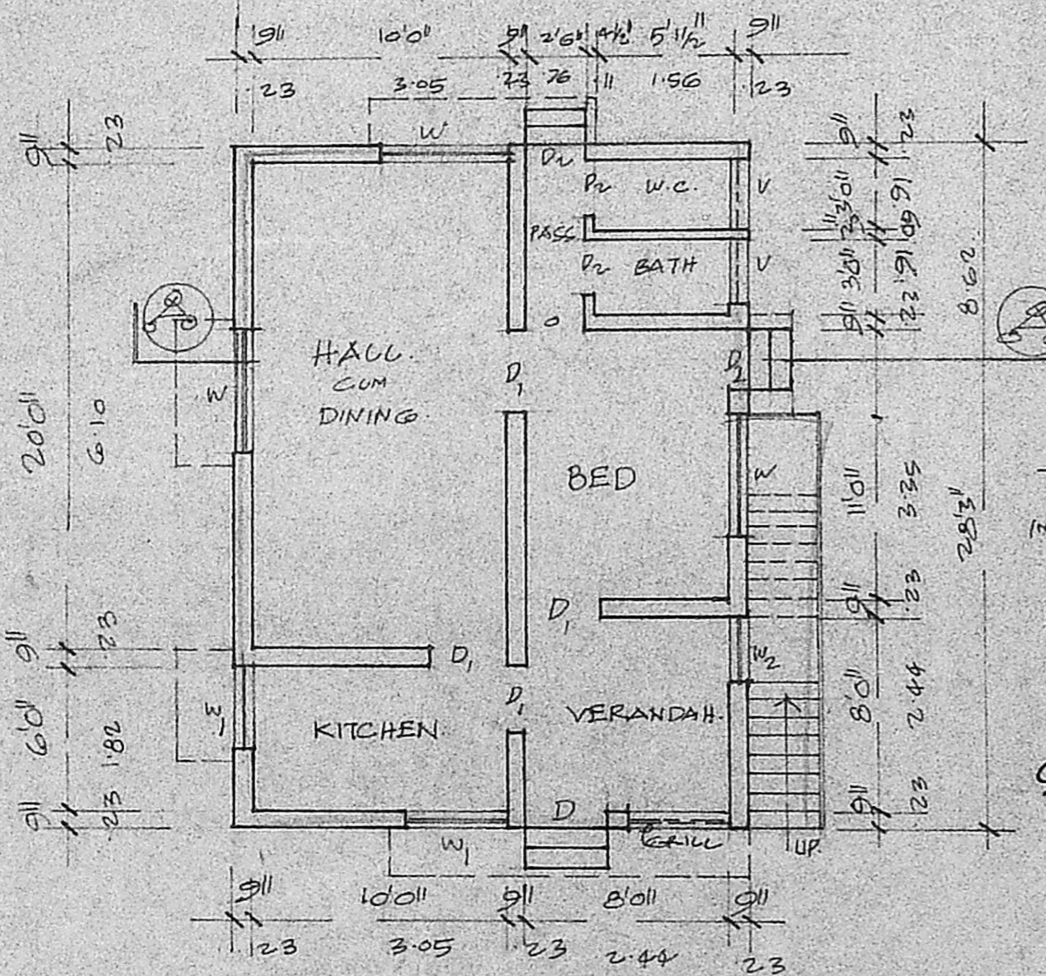 9" 10'0" 9" 2'6" 4½" 5'1½" 9"
.23 3.05 .23 .76 .11 1.56 .23
W
D2
D2 W.C. V
PASS.
D2 BATH V
O
HALL.
CUM
DINING.
D1
D2
W
BED
W
D1
D1
W2
D1
KITCHEN
VERANDAH.
D
W1
GRILL
UP.
9" 10'0" 9" 8'0" 9"
.23 3.05 .23 2.44 .23
9" 20'0" 9" 6'0" 9"
.23 6.10 .23 1.82 .23
9" 3'0" 3'0" 9" 11'0" 9" 8'0" 9"
.23 .91 .91 3.35 .23 2.44 .23
28'3"
8.62